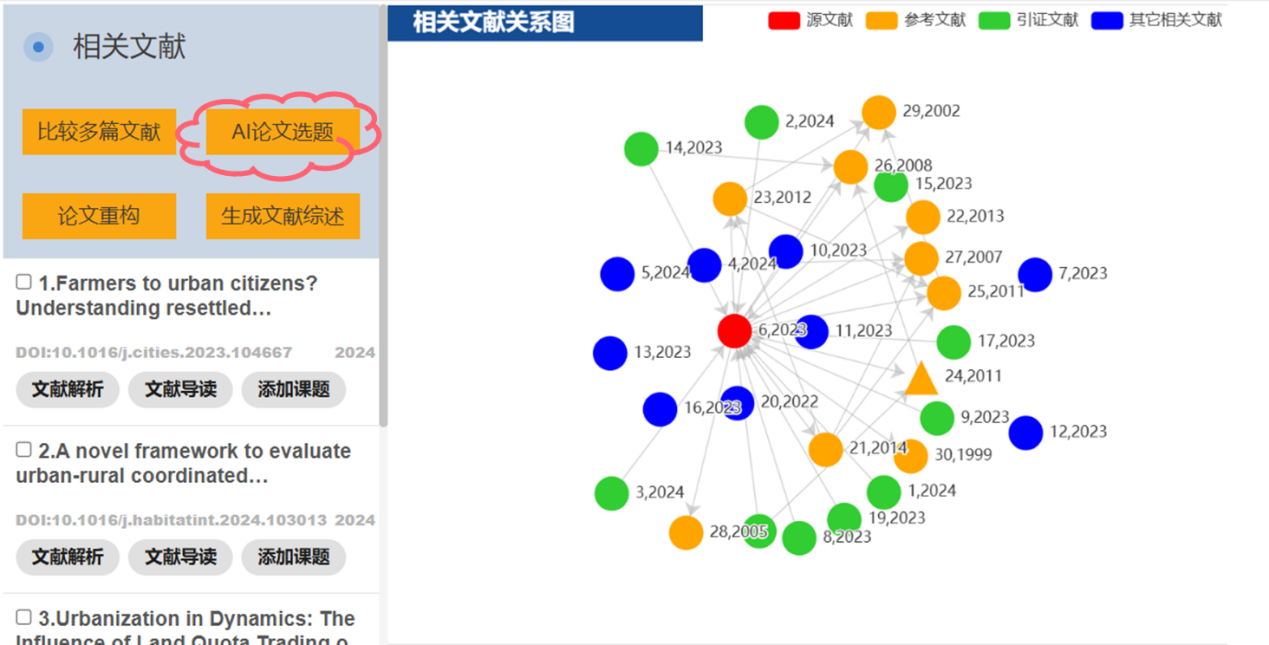 相关文献
比较多篇文献
AI论文选题
论文重构
生成文献综述
1.Farmers to urban citizens?
Understanding resettled...
DOI:10.1016/j.cities.2023.104667 2024
文献解析 文献导读 添加课题
2.A novel framework to evaluate
urban-rural coordinated...
DOI:10.1016/j.habitatint.2024.103013 2024
文献解析 文献导读 添加课题
3.Urbanization in Dynamics: The
Influence of Land Quota Trading o
相关文献关系图
源文献 参考文献 引证文献 其它相关文献
29,2002
2,2024
14,2023
26,2008
15,2023
23,2012
22,2013
10,2023
27,2007
4,2024
5,2024
7,2023
25,2011
6,2023
11,2023
17,2023
13,2023
24,2011
20,2022
16,2023
9,2023
12,2023
21,2014
30,1999
3,2024
1,2024
19,2023
28,2005
8,2023